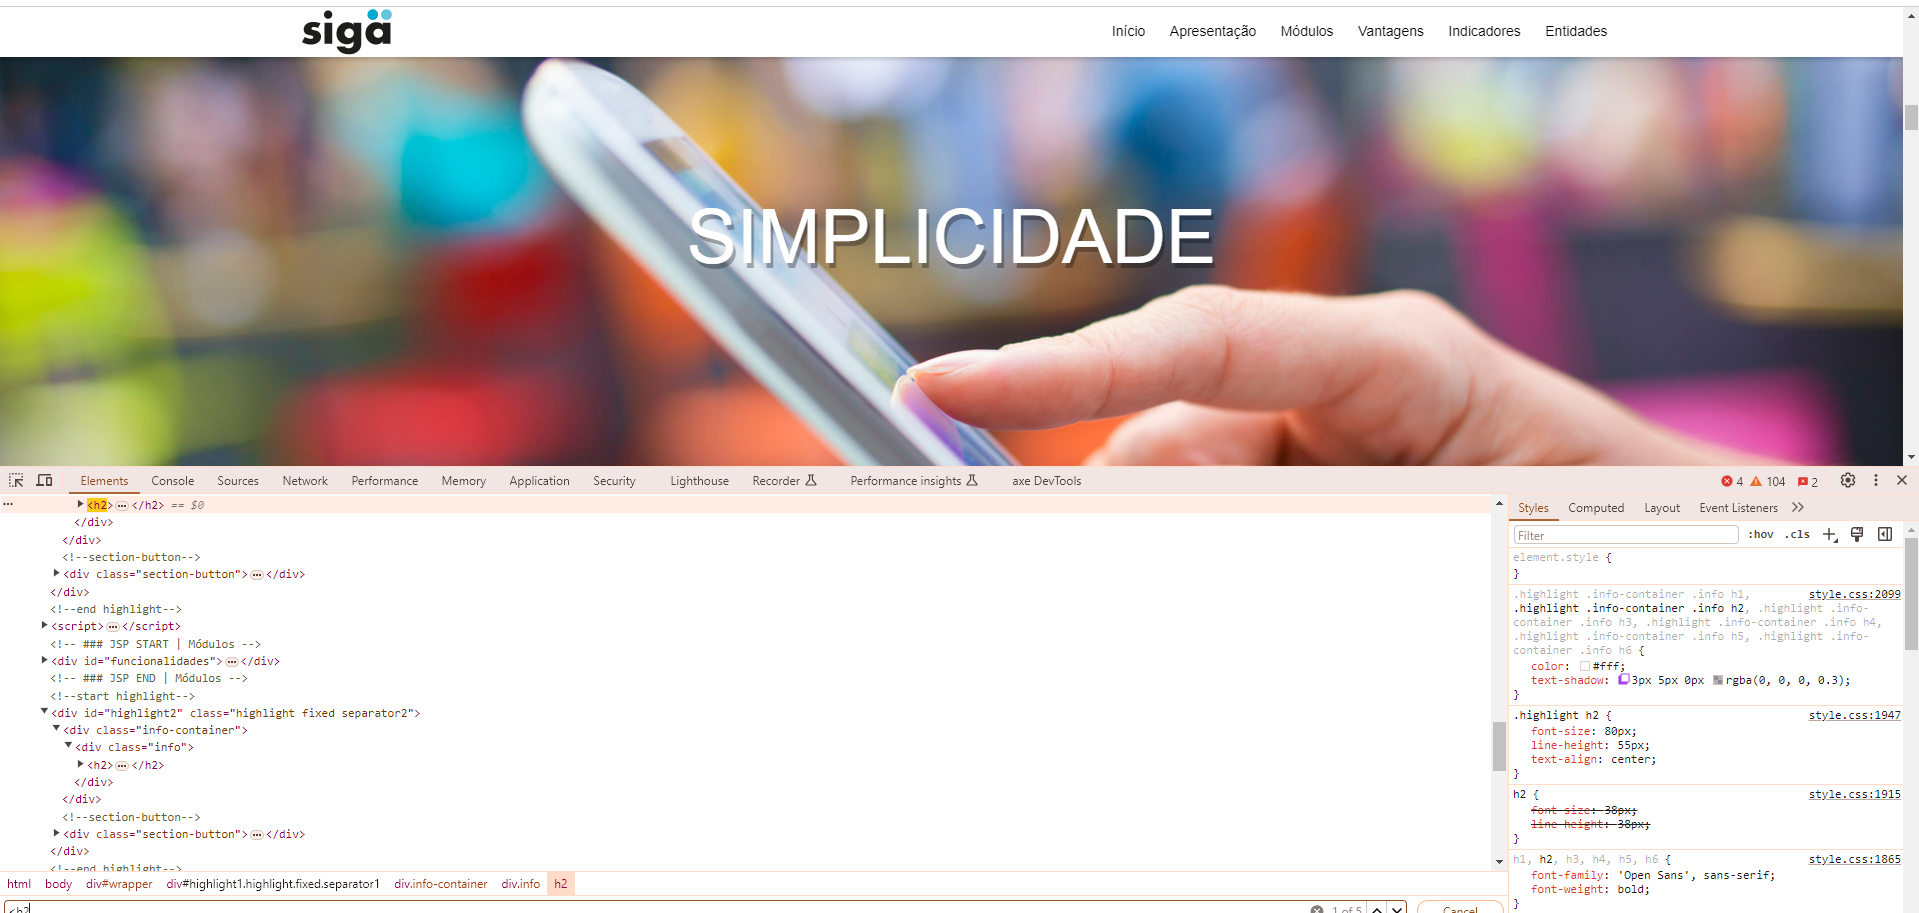 sigä
Início Apresentação Módulos Vantagens Indicadores Entidades
SIMPLICIDADE
Elements Console Sources Network Performance Memory Application Security Lighthouse Recorder Performance insights axe DevTools 4 104 2
<h2>…</h2> == $0
</div>
</div>
<!--section-button-->
<div class="section-button">…</div>
</div>
<!--end highlight-->
<script>…</script>
<!-- ### JSP START | Módulos -->
<div id="funcionalidades">…</div>
<!-- ### JSP END | Módulos -->
<!--start highlight-->
<div id="highlight2" class="highlight fixed separator2">
<div class="info-container">
<div class="info">
<h2>…</h2>
</div>
</div>
<!--section-button-->
<div class="section-button">…</div>
</div>
<!--end highlight-->
html body div#wrapper div#highlight1.highlight.fixed.separator1 div.info-container div.info h2
<h2 1 of 5 Cancel
Styles Computed Layout Event Listeners
Filter :hov .cls
element.style {
}
.highlight .info-container .info h1, style.css:2099
.highlight .info-container .info h2, .highlight .info-
container .info h3, .highlight .info-container .info h4,
.highlight .info-container .info h5, .highlight .info-
container .info h6 {
color: #fff;
text-shadow: 3px 5px 0px rgba(0, 0, 0, 0.3);
}
.highlight h2 { style.css:1947
font-size: 80px;
line-height: 55px;
text-align: center;
}
h2 { style.css:1915
font-size: 38px;
line-height: 38px;
}
h1, h2, h3, h4, h5, h6 { style.css:1865
font-family: 'Open Sans', sans-serif;
font-weight: bold;
}